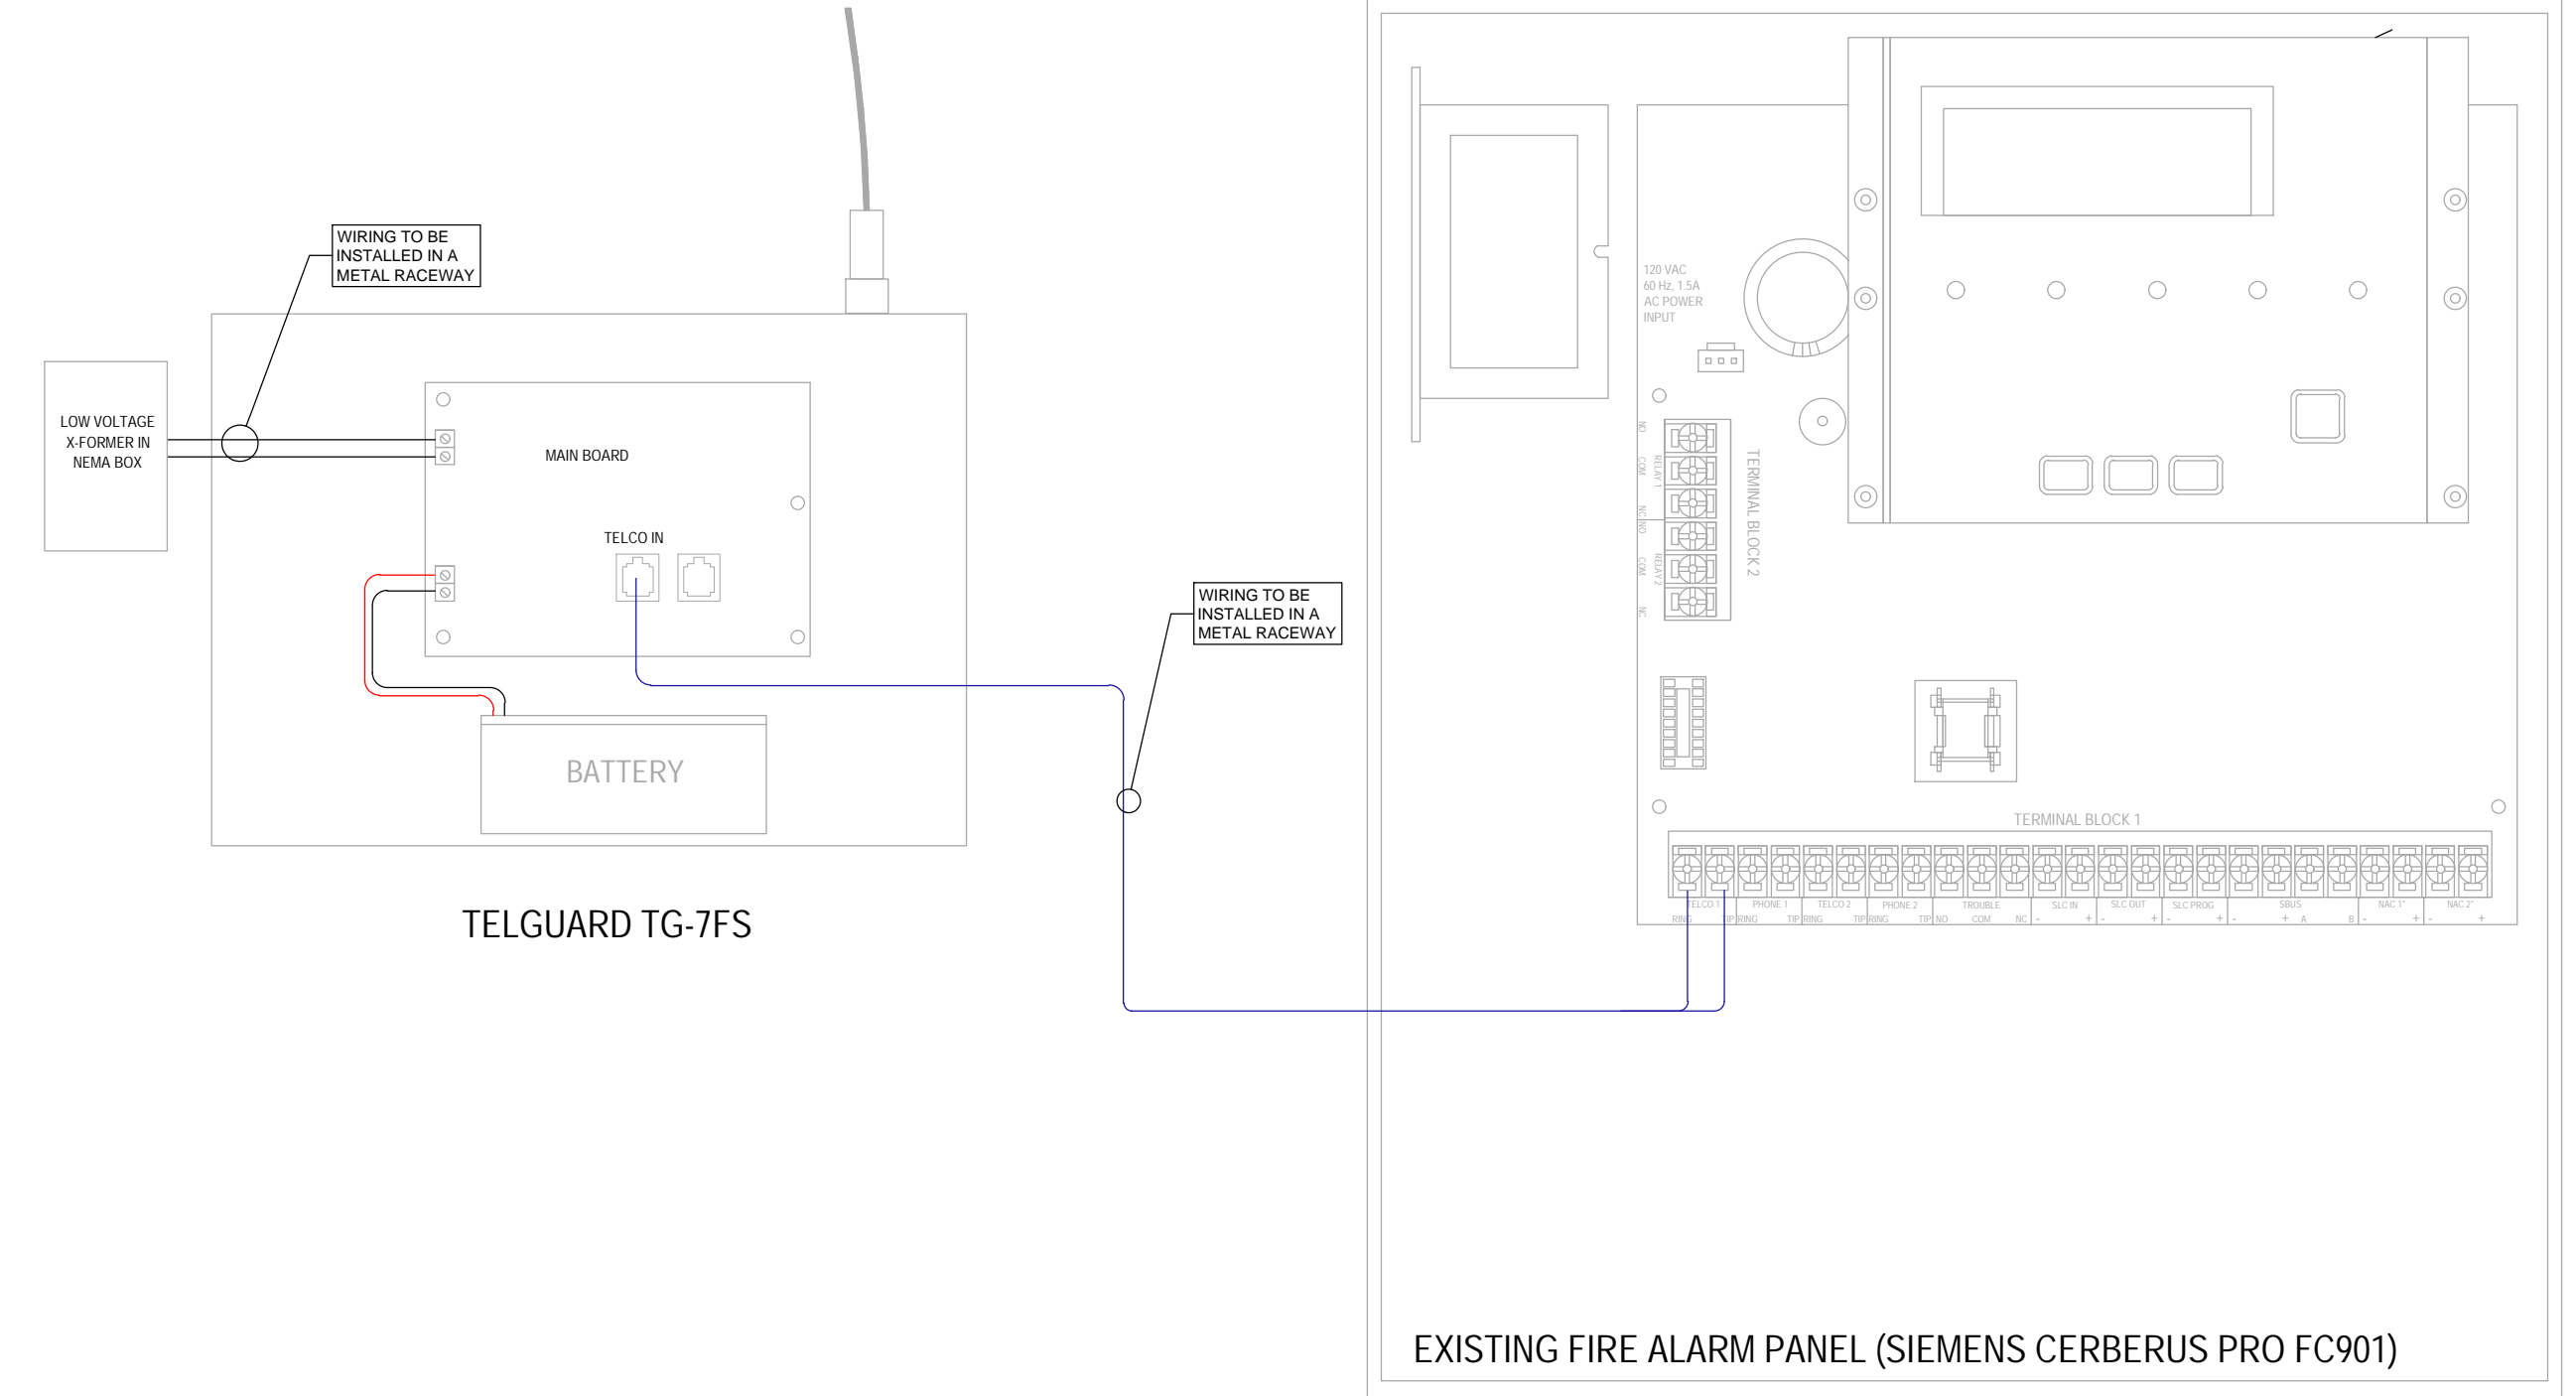 WIRING TO BE
INSTALLED IN A
METAL RACEWAY
LOW VOLTAGE
X-FORMER IN
NEMA BOX
MAIN BOARD
TELCO IN
BATTERY
TELGUARD TG-7FS
WIRING TO BE
INSTALLED IN A
METAL RACEWAY
120 VAC
60 Hz, 1.5A
AC POWER
INPUT
NO
COM
NC
RELAY 1
NO
COM
NC
RELAY 2
TERMINAL BLOCK 2
TERMINAL BLOCK 1
TELCO 1 PHONE 1 TELCO 2 PHONE 2 TROUBLE SLC IN SLC OUT SLC PROG SBUS NAC 1* NAC 2*
RING TIP RING TIP RING TIP RING TIP NO COM NC - + - + - + - + A B - + - +
EXISTING FIRE ALARM PANEL (SIEMENS CERBERUS PRO FC901)